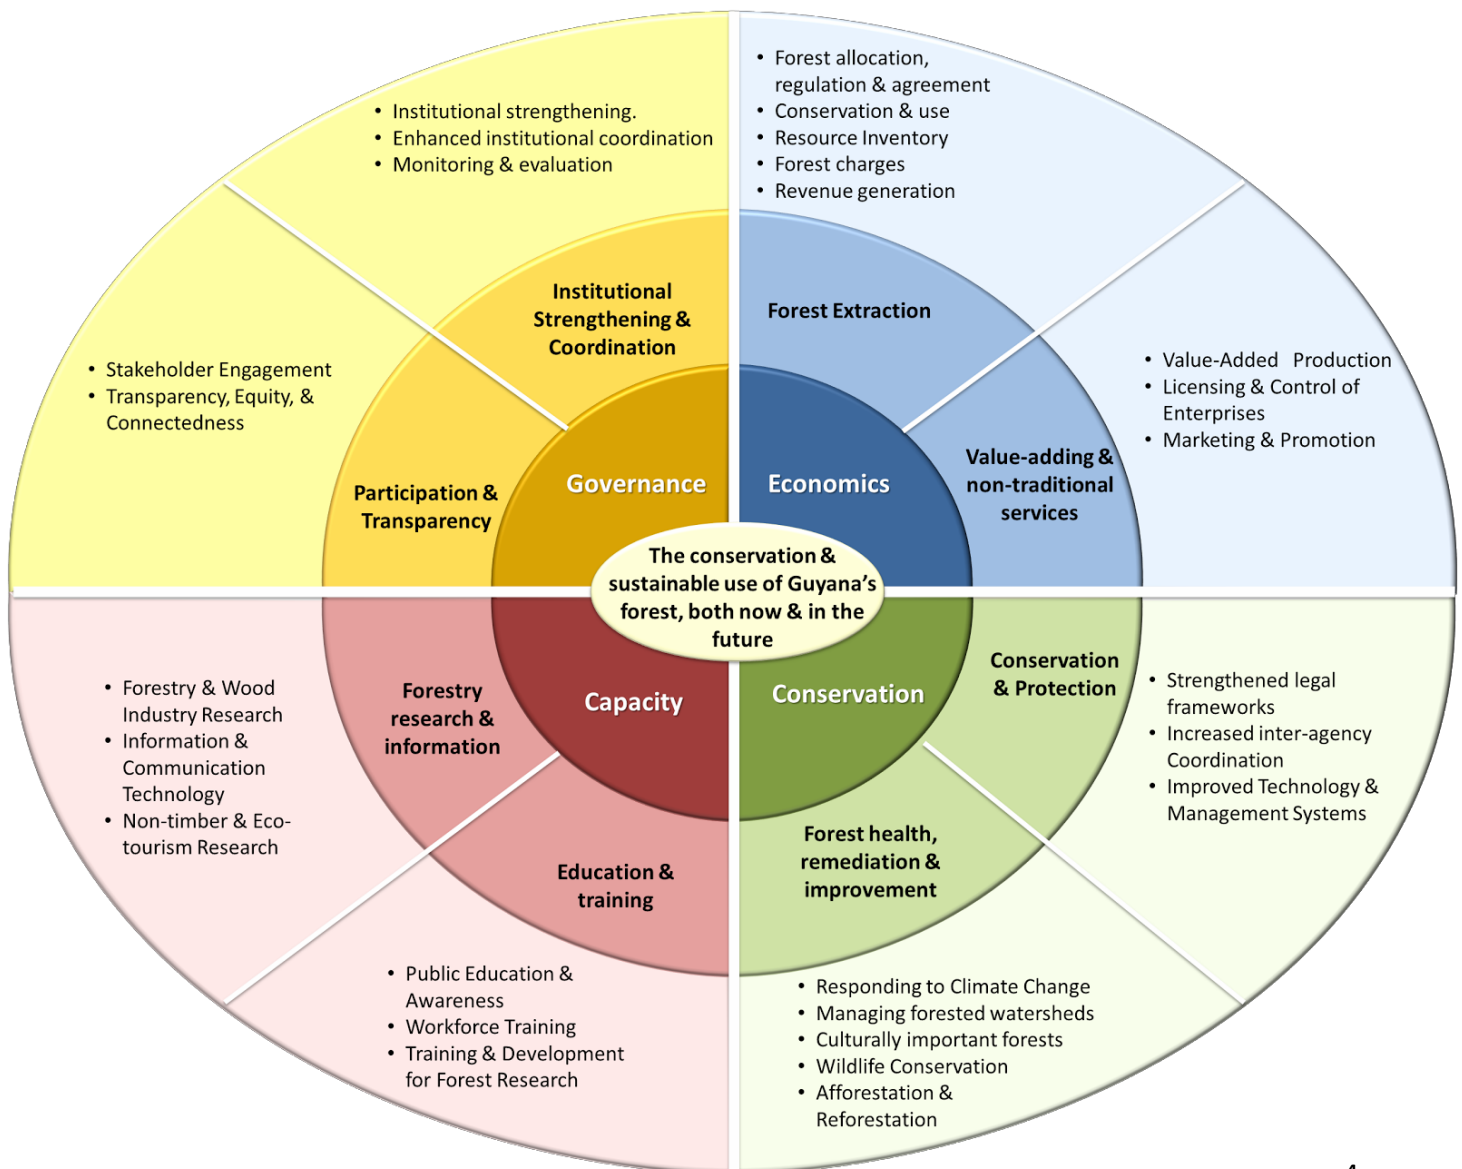 • Forest allocation,
regulation & agreement
• Conservation & use
• Resource Inventory
• Forest charges
• Revenue generation
• Institutional strengthening.
• Enhanced institutional coordination
• Monitoring & evaluation
Institutional
Strengthening &
Coordination
Forest Extraction
• Stakeholder Engagement
• Transparency, Equity, &
Connectedness
• Value-Added Production
• Licensing & Control of
Enterprises
• Marketing & Promotion
Participation &
Transparency
Governance
Economics
Value-adding &
non-traditional
services
The conservation &
sustainable use of Guyana's
forest, both now & in the
future
• Forestry & Wood
Industry Research
• Information &
Communication
Technology
• Non-timber & Eco-
tourism Research
Forestry
research &
information
Capacity
Conservation
Conservation
& Protection
• Strengthened legal
frameworks
• Increased inter-agency
Coordination
• Improved Technology &
Management Systems
Education &
training
Forest health,
remediation &
improvement
• Public Education &
Awareness
• Workforce Training
• Training & Development
for Forest Research
• Responding to Climate Change
• Managing forested watersheds
• Culturally important forests
• Wildlife Conservation
• Afforestation &
Reforestation